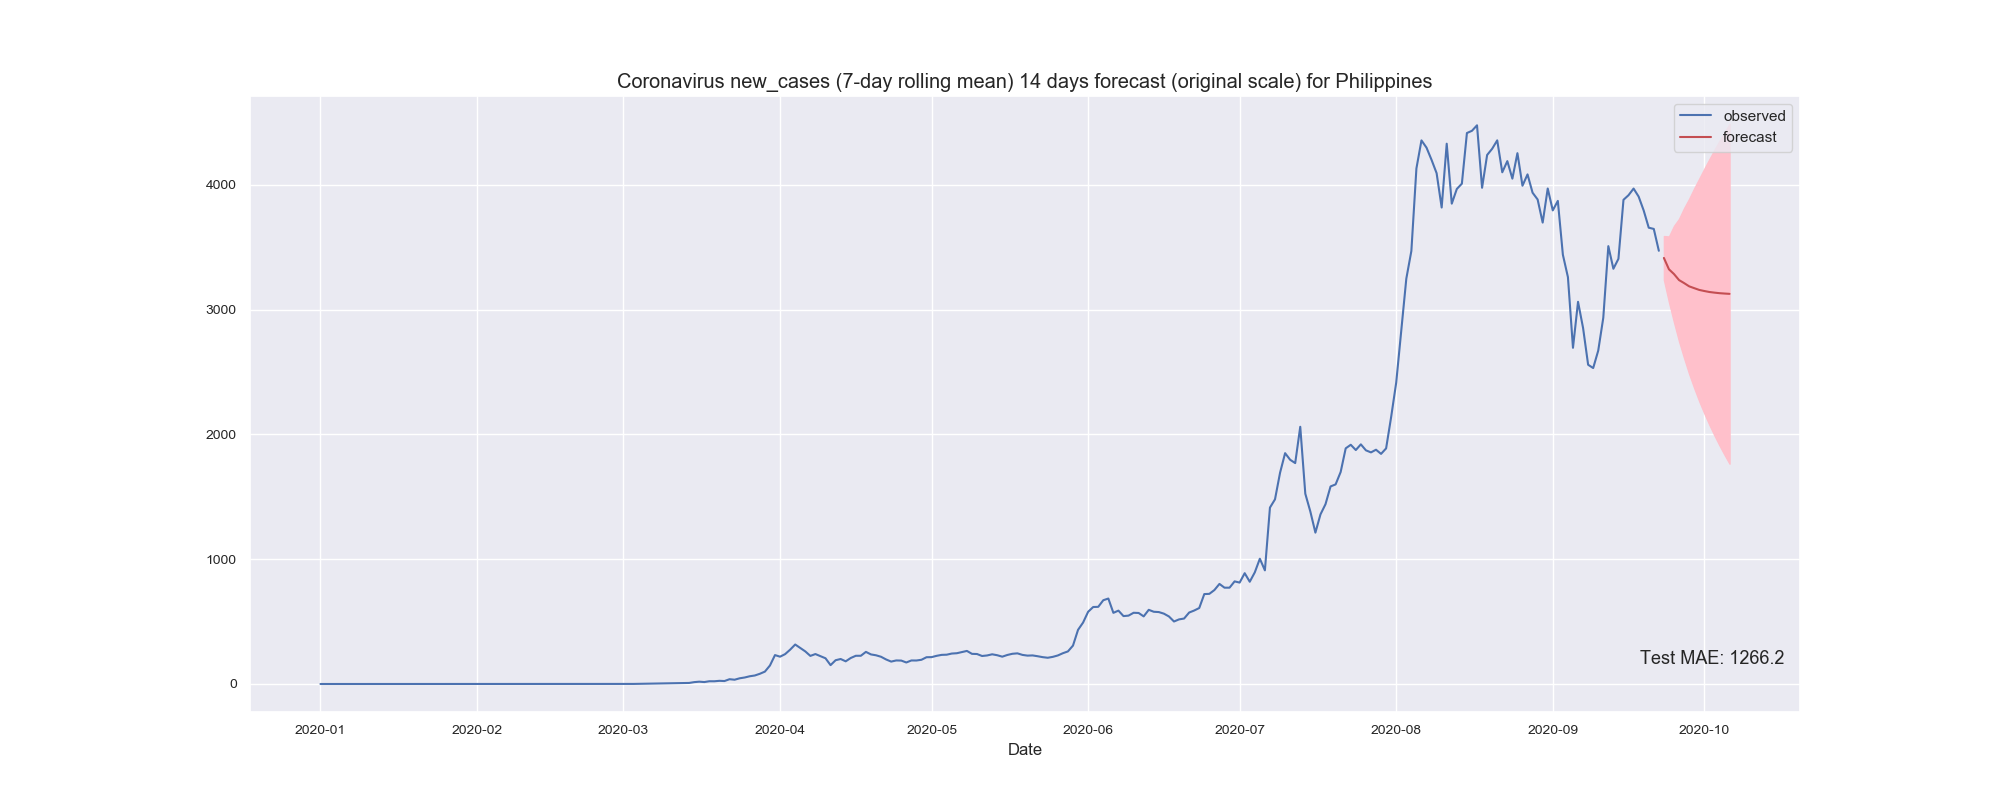 Coronavirus new_cases (7-day rolling mean) 14 days forecast (original scale) for Philippines
observed
forecast
4000
3000
2000
1000
0
Test MAE: 1266.2
2020-01 2020-02 2020-03 2020-04 2020-05 2020-06 2020-07 2020-08 2020-09 2020-10
Date